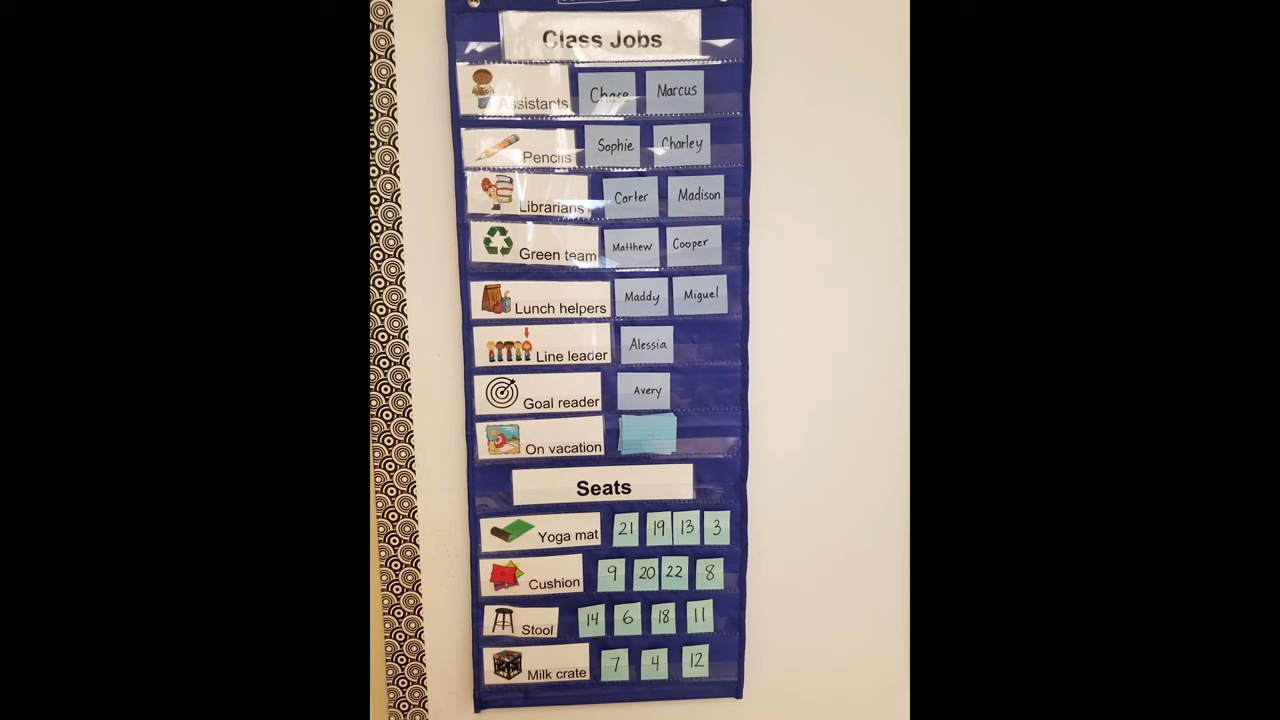 Class Jobs
Assistants Chase Marcus
Pencils Sophie Charley
Librarians Carter Madison
Green team Matthew Cooper
Lunch helpers Maddy Miguel
Line leader Alessia
Goal reader Avery
On vacation
Seats
Yoga mat 21 19 13 3
Cushion 9 20 22 8
Stool 14 6 18 11
Milk crate 7 4 12